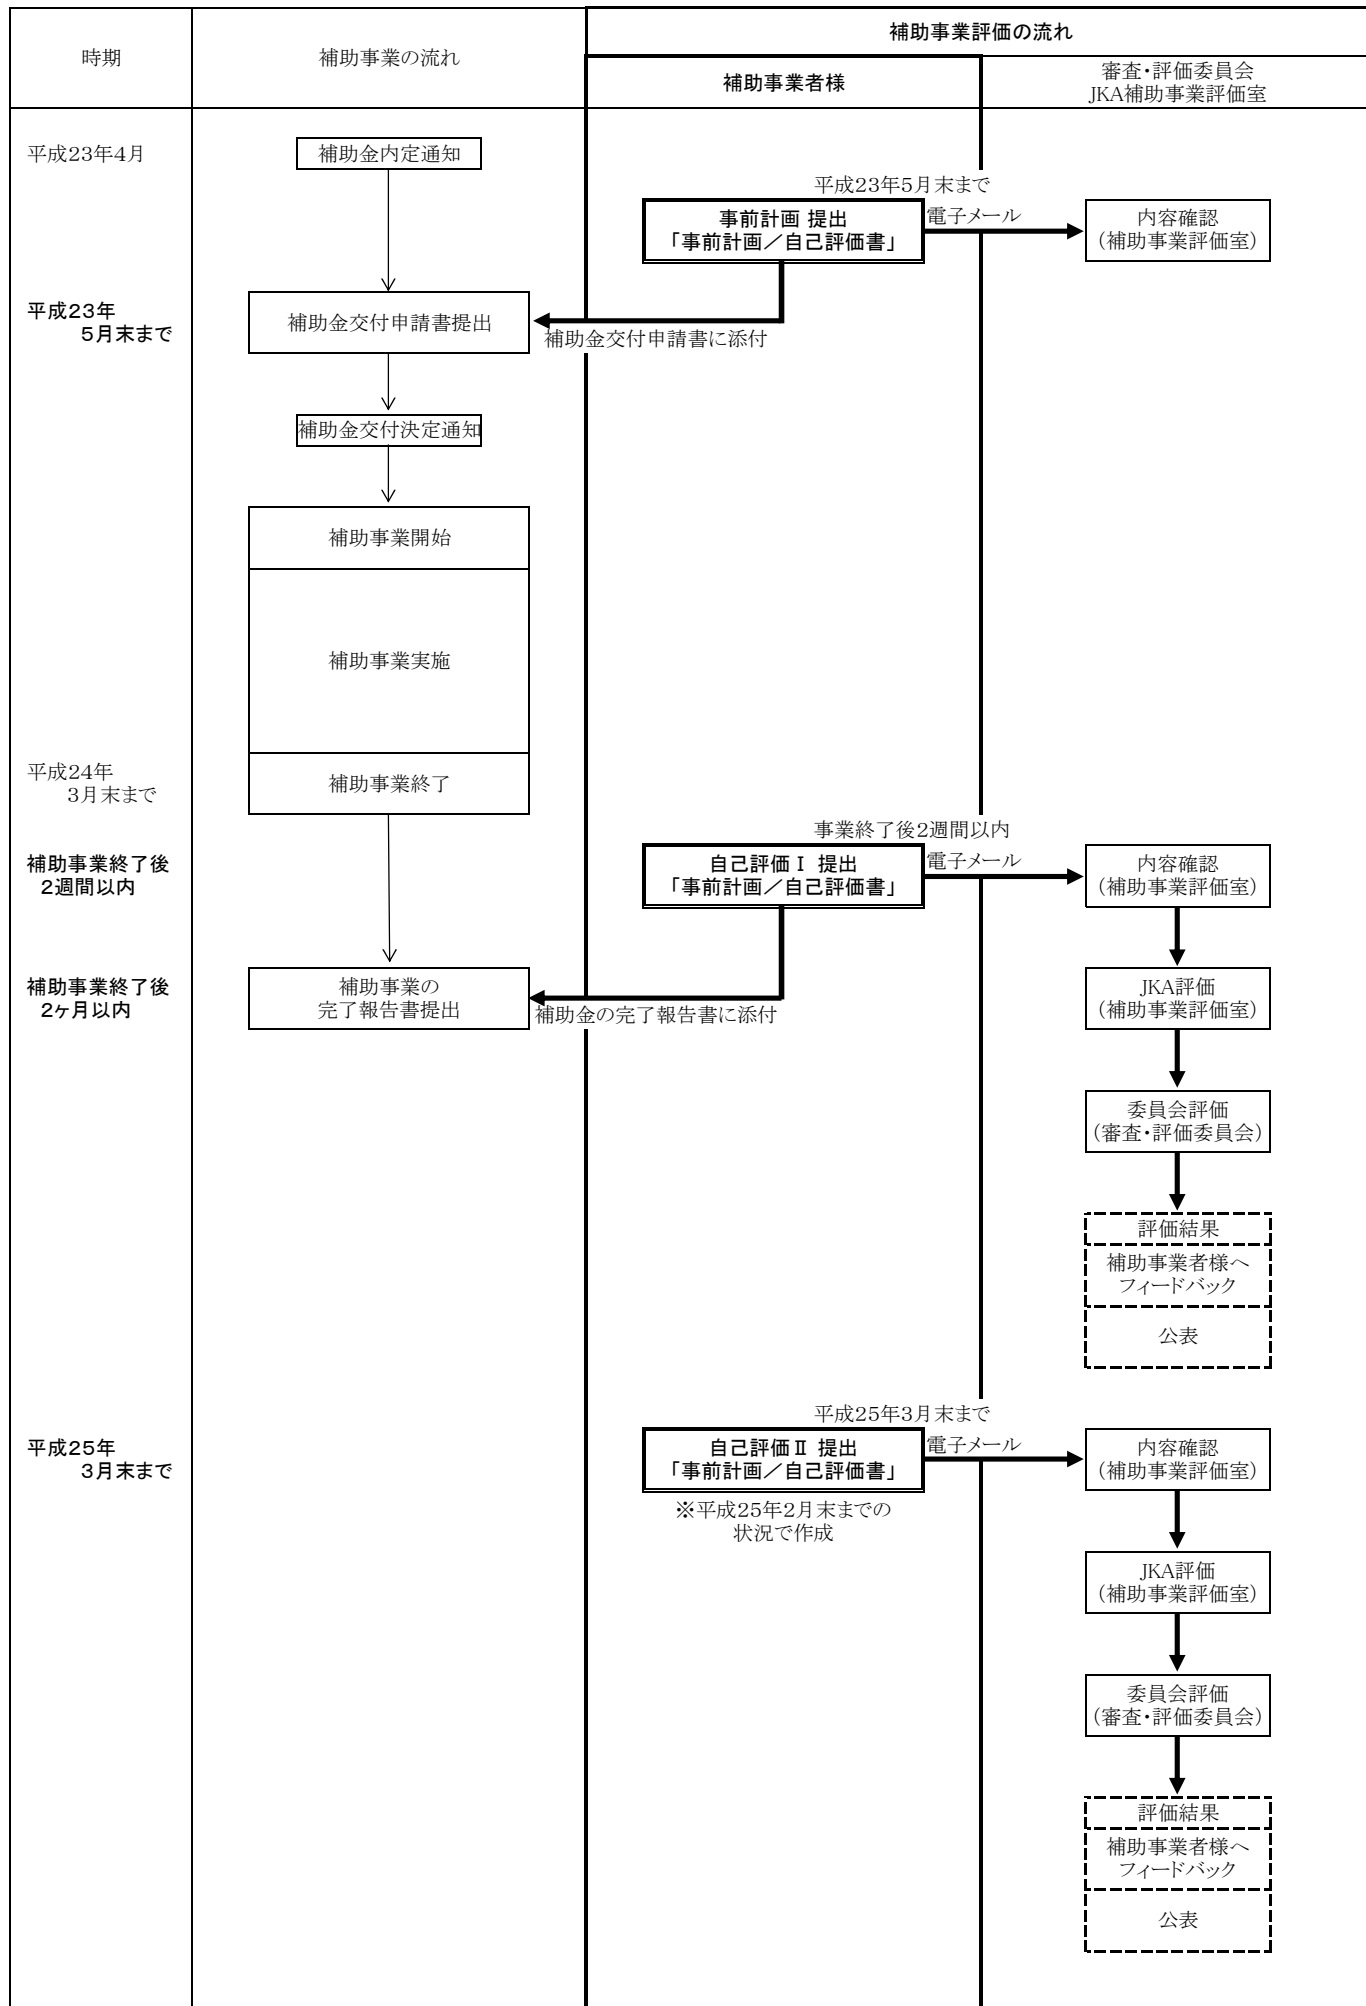 補助事業評価の流れ
時期
補助事業の流れ
補助事業者様
審査・評価委員会
JKA補助事業評価室
平成23年4月
補助金内定通知
平成23年5月末まで
事前計画 提出
「事前計画／自己評価書」
電子メール
内容確認
（補助事業評価室）
平成23年
5月末まで
補助金交付申請書提出
補助金交付申請書に添付
補助金交付決定通知
補助事業開始
補助事業実施
平成24年
3月末まで
補助事業終了
事業終了後2週間以内
補助事業終了後
2週間以内
自己評価Ⅰ 提出
「事前計画／自己評価書」
電子メール
内容確認
（補助事業評価室）
補助事業終了後
2ヶ月以内
補助事業の
完了報告書提出
補助金の完了報告書に添付
JKA評価
（補助事業評価室）
委員会評価
（審査・評価委員会）
評価結果
補助事業者様へ
フィードバック
公表
平成25年3月末まで
平成25年
3月末まで
自己評価Ⅱ 提出
「事前計画／自己評価書」
電子メール
内容確認
（補助事業評価室）
※平成25年2月末までの
状況で作成
JKA評価
（補助事業評価室）
委員会評価
（審査・評価委員会）
評価結果
補助事業者様へ
フィードバック
公表